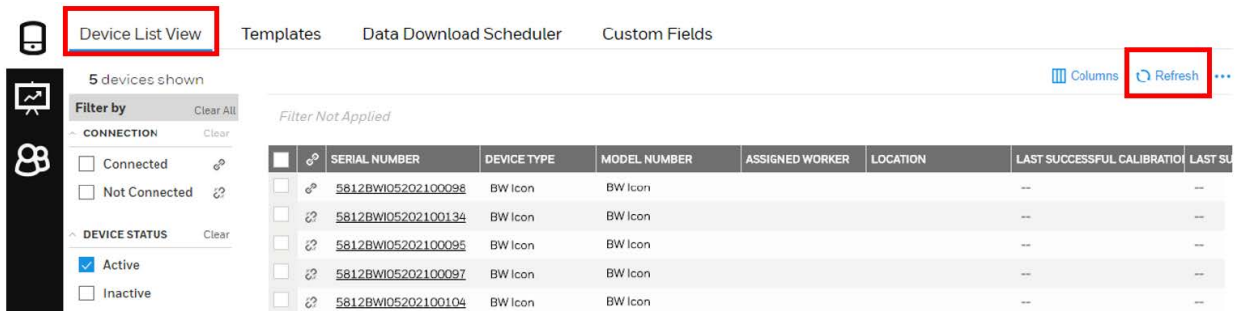 Device List View Templates Data Download Scheduler Custom Fields
5 devices shown
Columns Refresh
Filter by Clear All
Filter Not Applied
CONNECTION Clear
Connected
Not Connected
DEVICE STATUS Clear
Active
Inactive
SERIAL NUMBER DEVICE TYPE MODEL NUMBER ASSIGNED WORKER LOCATION LAST SUCCESSFUL CALIBRATIO LAST SU
5812BWI05202100098 BW Icon BW Icon -- --
5812BWI05202100134 BW Icon BW Icon -- --
5812BWI05202100095 BW Icon BW Icon -- --
5812BWI05202100097 BW Icon BW Icon -- --
5812BWI05202100104 BW Icon BW Icon -- --